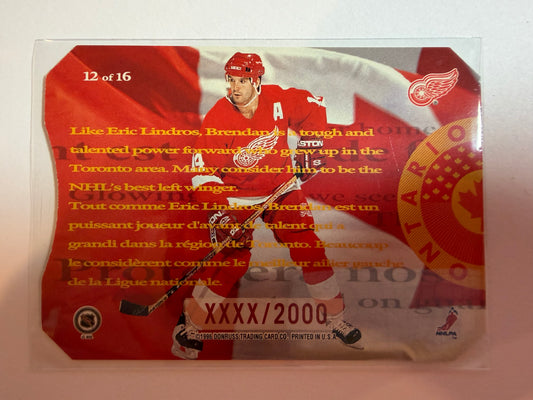 12 of 16
Like Eric Lindros, Brendan is a tough and
talented power forward who grew up in the
Toronto area. Many consider him to be the
NHL's best left winger.
Tout comme Eric Lindros, Brendan est un
puissant joueur d'avant de talent qui a
grandi dans la région de Toronto. Beaucoup
le considèrent comme le meilleur ailier gauche
de la Ligue nationale.
ONTARIO
EASTON
A
XXXX/2000
©1996 DONRUSS TRADING CARD CO. PRINTED IN U.S.A.
NHLPA